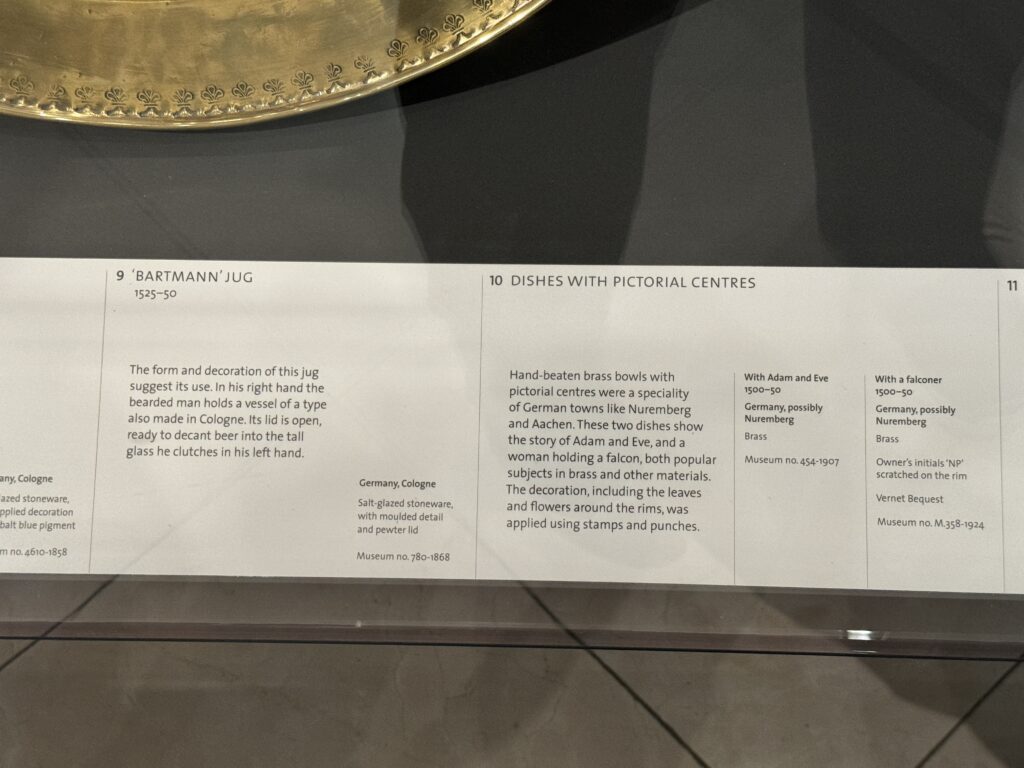 any, Cologne
azed stoneware,
pplied decoration
balt blue pigment
m no. 4610-1858
9 'BARTMANN' JUG
1525–50
The form and decoration of this jug
suggest its use. In his right hand the
bearded man holds a vessel of a type
also made in Cologne. Its lid is open,
ready to decant beer into the tall
glass he clutches in his left hand.
Germany, Cologne
Salt-glazed stoneware,
with moulded detail
and pewter lid
Museum no. 780-1868
10 DISHES WITH PICTORIAL CENTRES
Hand-beaten brass bowls with
pictorial centres were a speciality
of German towns like Nuremberg
and Aachen. These two dishes show
the story of Adam and Eve, and a
woman holding a falcon, both popular
subjects in brass and other materials.
The decoration, including the leaves
and flowers around the rims, was
applied using stamps and punches.
With Adam and Eve
1500–50
Germany, possibly
Nuremberg
Brass
Museum no. 454-1907
With a falconer
1500–50
Germany, possibly
Nuremberg
Brass
Owner's initials 'NP'
scratched on the rim
Vernet Bequest
Museum no. M.358-1924
11